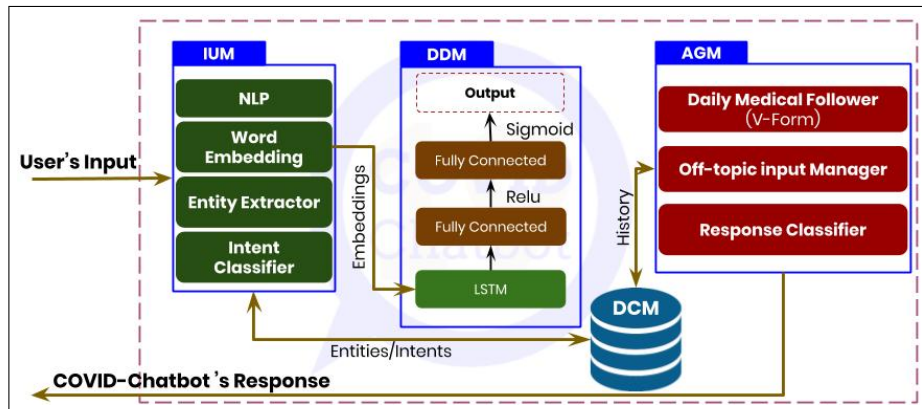 IUM
DDM
AGM
NLP
Word
Embedding
Entity Extractor
Intent
Classifier
User's Input
Embeddings
Output
Sigmoid
Fully Connected
Relu
Fully Connected
LSTM
History
Daily Medical Follower
(V-Form)
Off-topic input Manager
Response Classifier
DCM
Entities/Intents
COVID-Chatbot 's Response
COVID
Chatbot